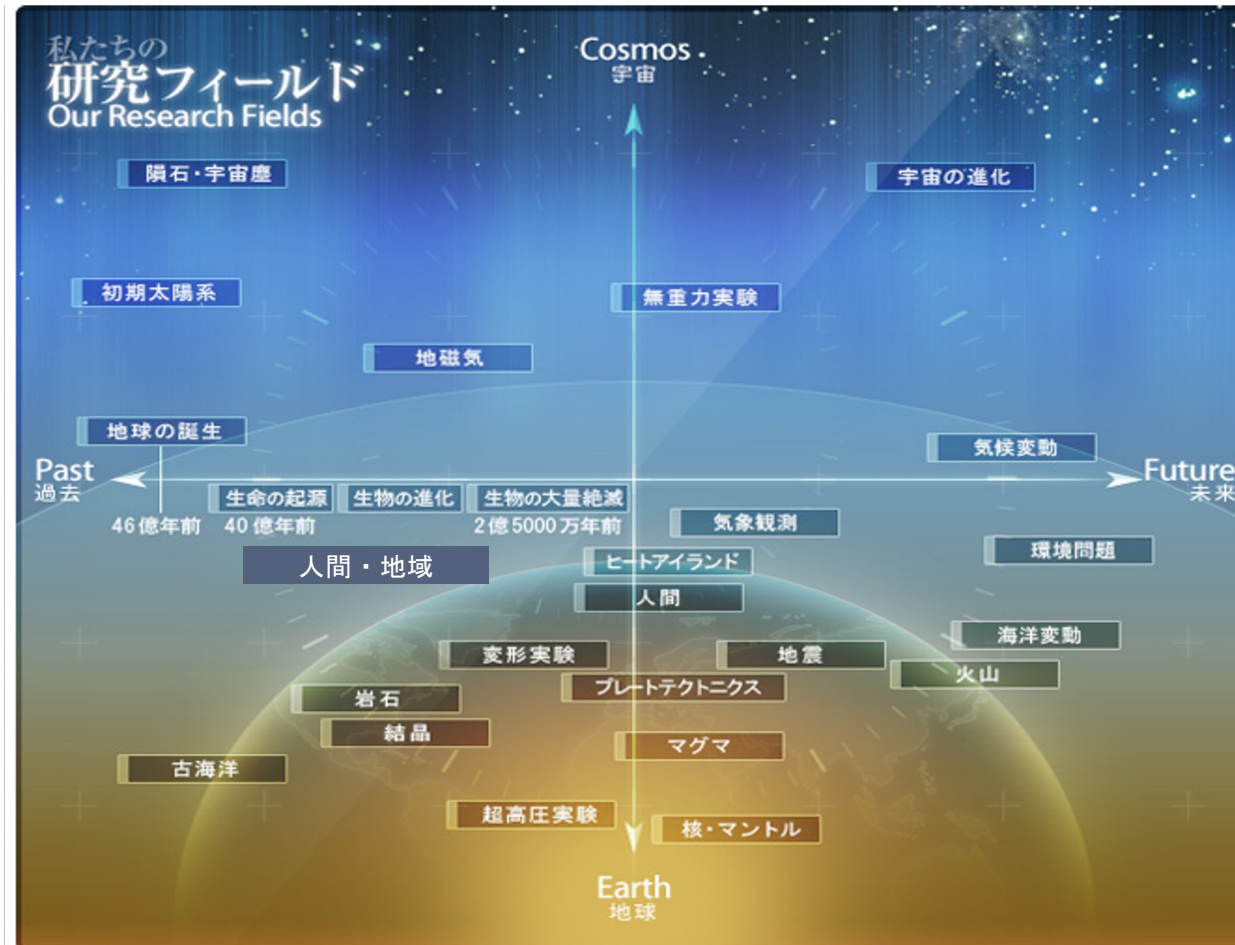 私たちの
研究フィールド
Our Research Fields
Cosmos
宇宙
隕石・宇宙塵
宇宙の進化
初期太陽系
無重力実験
地磁気
地球の誕生
気候変動
Past
過去
Future
未来
生命の起源
生物の進化
生物の大量絶滅
46億年前
40億年前
2億5000万年前
気象観測
環境問題
人間・地域
ヒートアイランド
人間
海洋変動
変形実験
地震
火山
プレートテクトニクス
岩石
結晶
マグマ
古海洋
超高圧実験
核・マントル
Earth
地球